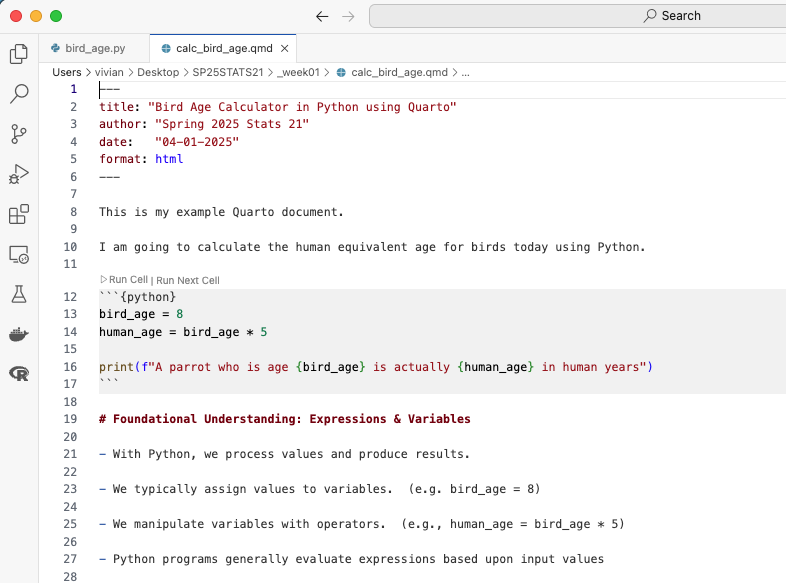 Search
bird_age.py
calc_bird_age.qmd ×
Users > vivian > Desktop > SP25STATS21 > _week01 > calc_bird_age.qmd > ...
1 ---
2 title: "Bird Age Calculator in Python using Quarto"
3 author: "Spring 2025 Stats 21"
4 date:   "04-01-2025"
5 format: html
6 ---
7
8 This is my example Quarto document.
9
10 I am going to calculate the human equivalent age for birds today using Python.
11
Run Cell | Run Next Cell
12 ```{python}
13 bird_age = 8
14 human_age = bird_age * 5
15
16 print(f"A parrot who is age {bird_age} is actually {human_age} in human years")
17 ```
18
19 # Foundational Understanding: Expressions & Variables
20
21 - With Python, we process values and produce results.
22
23 - We typically assign values to variables.  (e.g. bird_age = 8)
24
25 - We manipulate variables with operators.  (e.g., human_age = bird_age * 5)
26
27 - Python programs generally evaluate expressions based upon input values
28
R